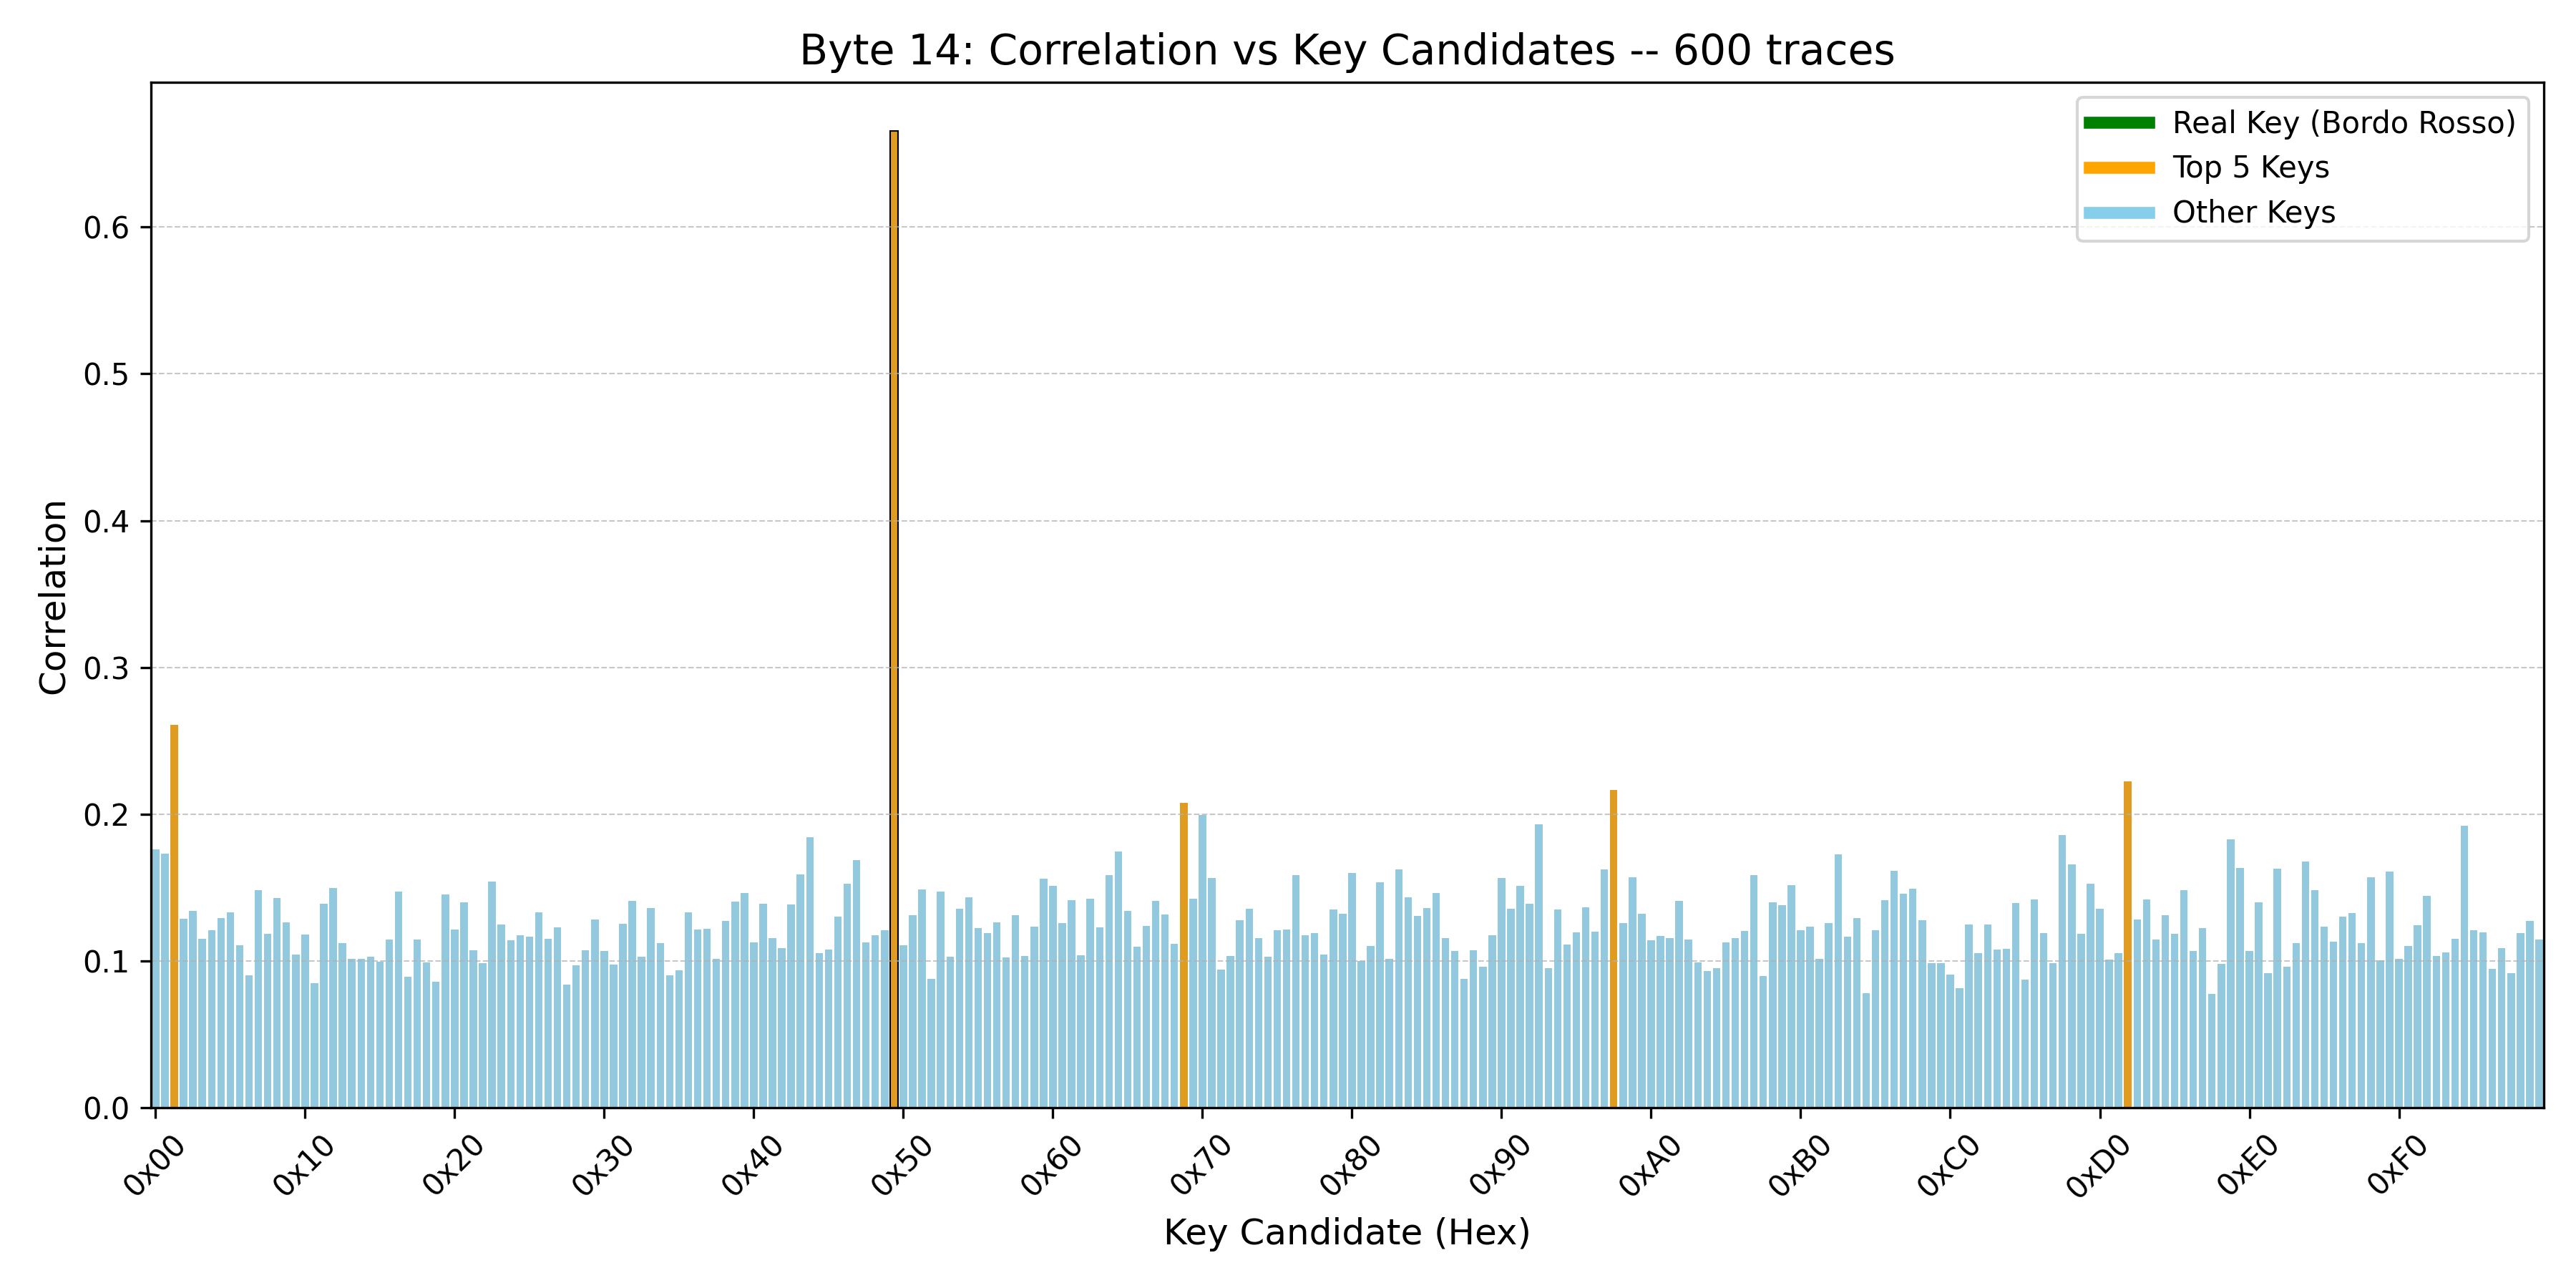 Byte 14: Correlation vs Key Candidates -- 600 traces
Real Key (Bordo Rosso)
Top 5 Keys
Other Keys
Correlation
0.6
0.5
0.4
0.3
0.2
0.1
0.0
0x00 0x10 0x20 0x30 0x40 0x50 0x60 0x70 0x80 0x90 0xA0 0xB0 0xC0 0xD0 0xE0 0xF0
Key Candidate (Hex)